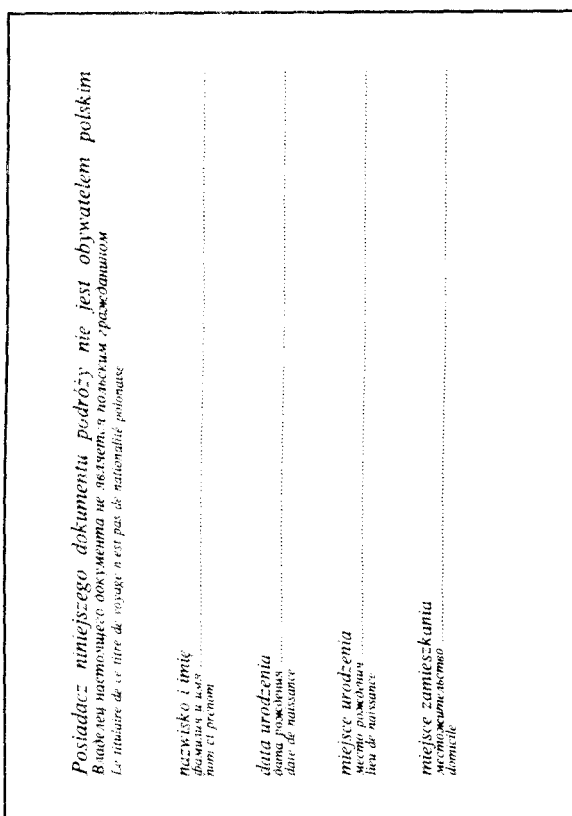 Posiadacz niniejszego dokumentu podróży nie jest obywatelem polskim
Владелец настоящего документа не является польским гражданином
Le titulaire de ce titre de voyage n'est pas de nationalité polonaise
nazwisko i imię
фамилия и имя
nom et prénom
data urodzenia
дата рождения
date de naissance
miejsce urodzenia
место рождения
lieu de naissance
miejsce zamieszkania
местожительство
domicile